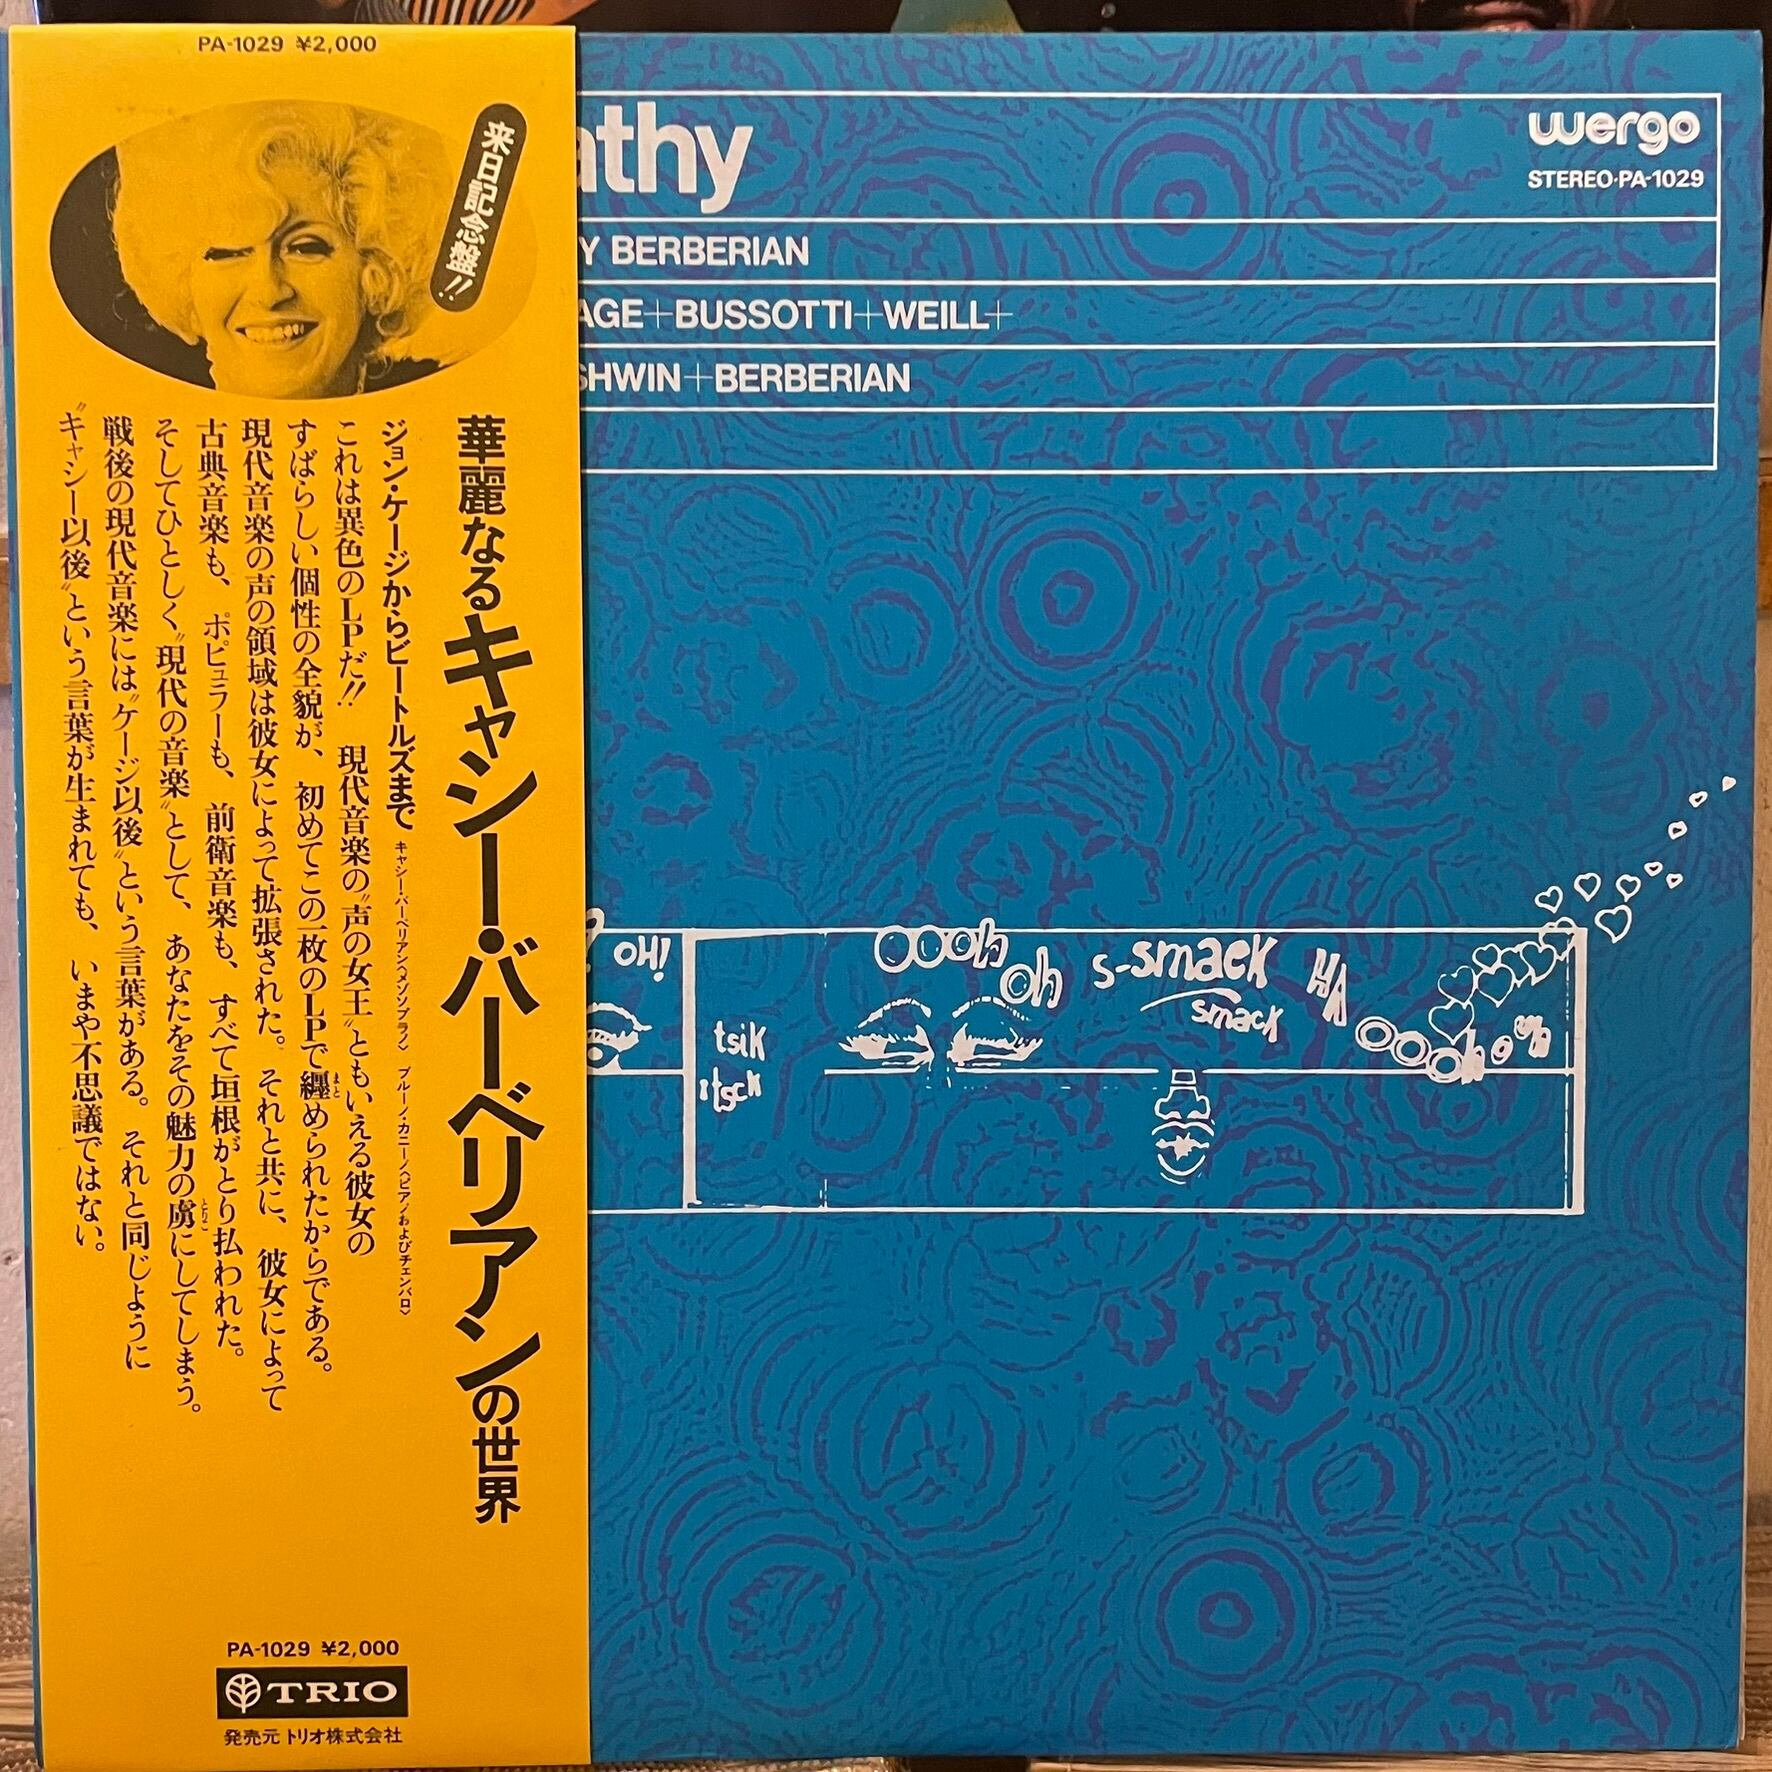 PA-1029 ¥2,000
来日記念盤!!
華麗なるキャシー・バーベリアンの世界
ジョン・ケージからビートルズまで
キャシー・バーベリアン〈メゾソプラノ〉 ブルーノ・カニーノ〈ピアノおよびチェンバロ〉
これは異色のLPだ!! 現代音楽の〝声の女王〟ともいえる彼女の
すばらしい個性の全貌が、初めてこの一枚のLPで纒められたからである。
まと
現代音楽の声の領域は彼女によって拡張された。それと共に、彼女によって
古典音楽も、ポピュラーも、前衛音楽も、すべて垣根がとり払われた。
そしてひとしく〝現代の音楽〟として、あなたをその魅力の虜にしてしまう。
とりこ
戦後の現代音楽には〝ケージ以後〟という言葉がある。それと同じように
〝キャシー以後〟という言葉が生まれても、いまや不思議ではない。
PA-1029 ¥2,000
TRIO
発売元 トリオ株式会社
athy
wergo
STEREO·PA-1029
Y BERBERIAN
AGE+BUSSOTTI+WEILL+
SHWIN+BERBERIAN
OH!
OOoh
oh
s-smack
smack
HA
tsik
itsck